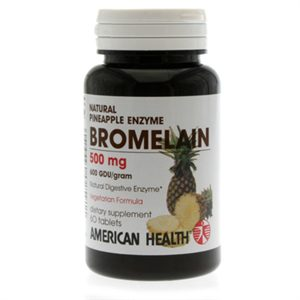 NATURAL
PINEAPPLE ENZYME
BROMELAIN
500 mg
600 GDU/gram
Natural Digestive Enzyme*
Vegetarian Formula
dietary supplement
60 tablets
AMERICAN HEALTH